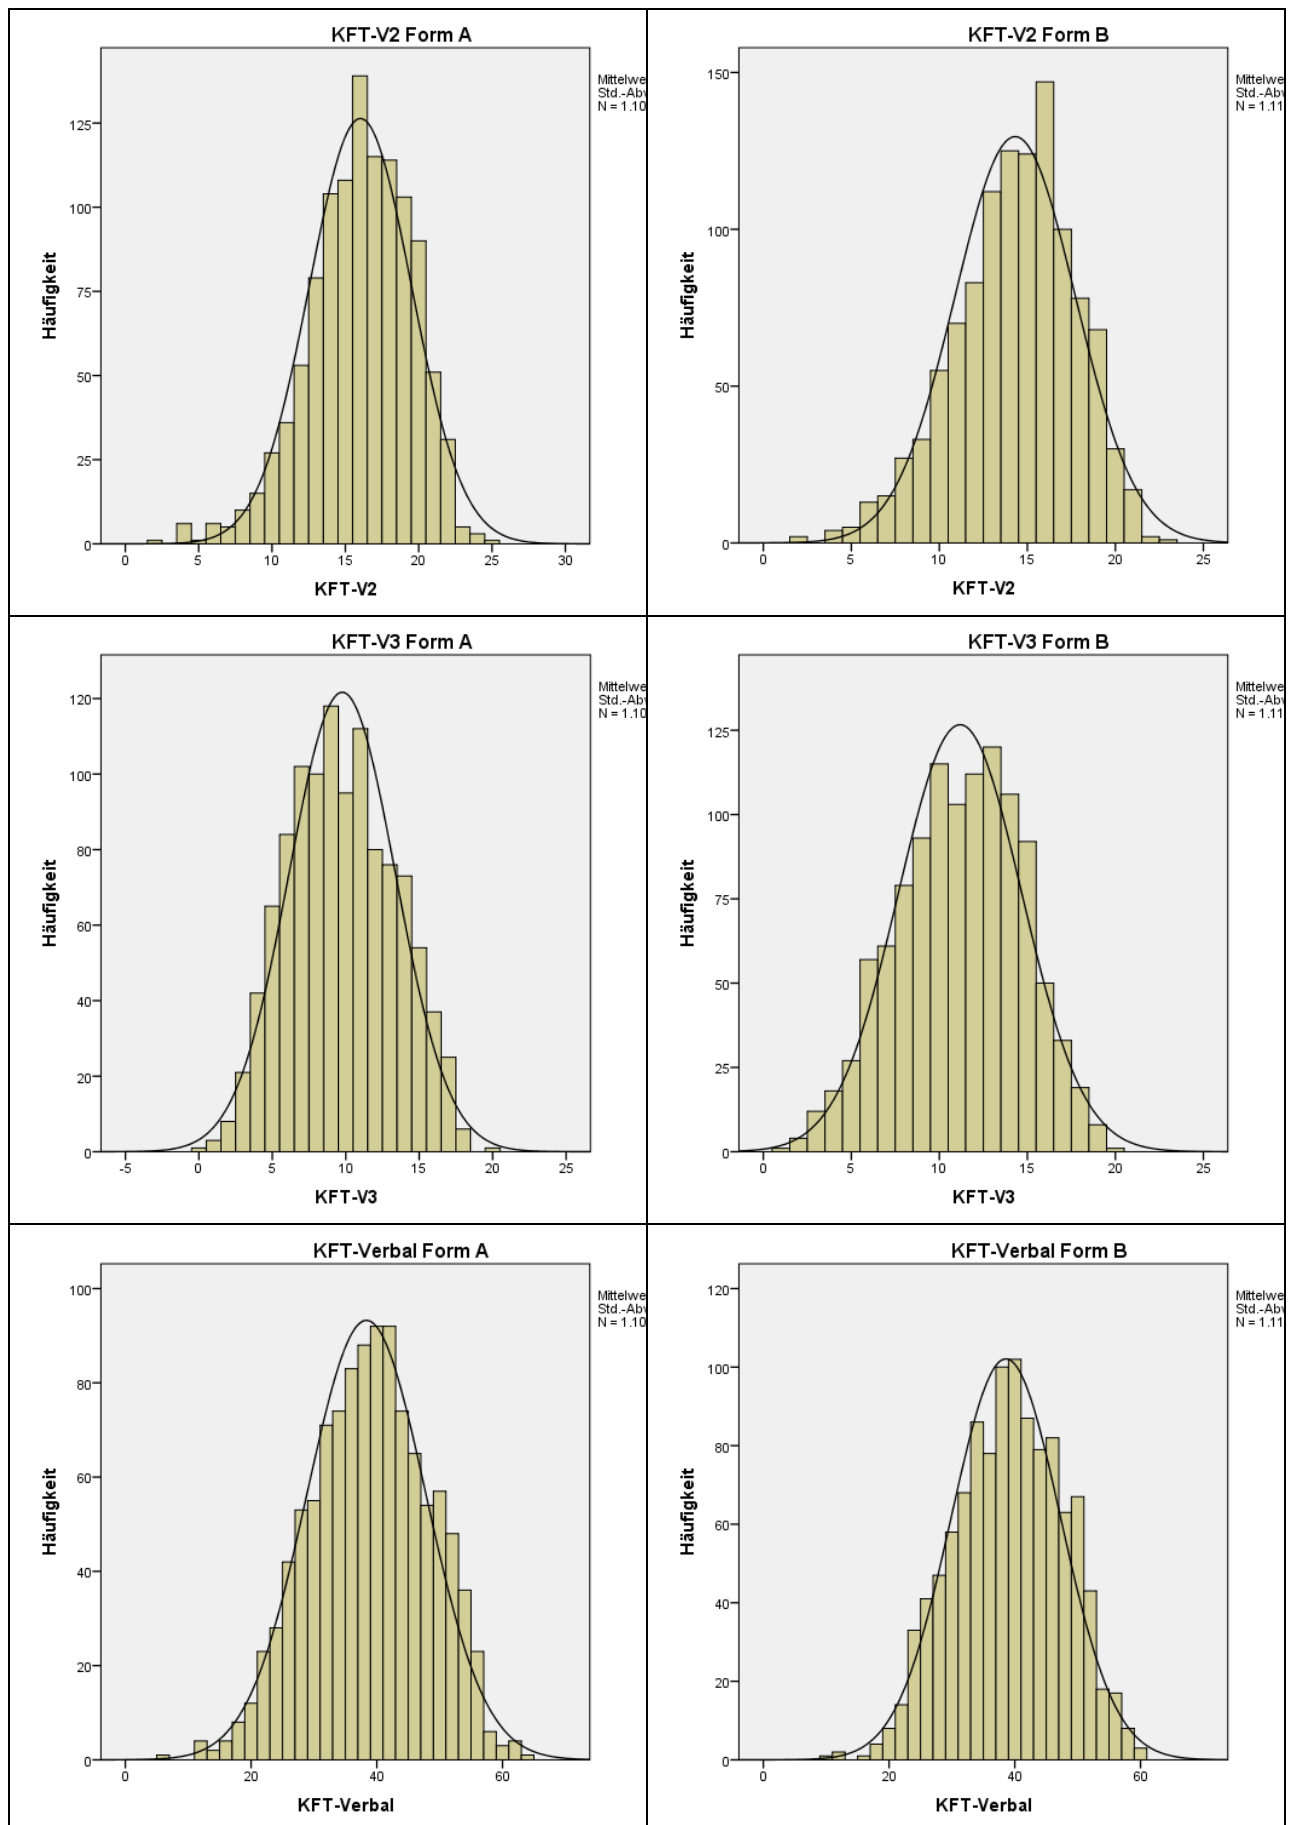 KFT-V2 Form A
Mittelwe
Std.-Abw
N = 1.10
Häufigkeit
125
100
75
50
25
0
0 5 10 15 20 25 30
KFT-V2
KFT-V2 Form B
Mittelwe
Std.-Abw
N = 1.11
Häufigkeit
150
100
50
0
0 5 10 15 20 25
KFT-V2
KFT-V3 Form A
Mittelwe
Std.-Abw
N = 1.10
Häufigkeit
120
100
80
60
40
20
0
-5 0 5 10 15 20 25
KFT-V3
KFT-V3 Form B
Mittelwe
Std.-Abw
N = 1.11
Häufigkeit
125
100
75
50
25
0
0 5 10 15 20 25
KFT-V3
KFT-Verbal Form A
Mittelwe
Std.-Abw
N = 1.10
Häufigkeit
100
80
60
40
20
0
0 20 40 60
KFT-Verbal
KFT-Verbal Form B
Mittelwe
Std.-Abw
N = 1.11
Häufigkeit
120
100
80
60
40
20
0
0 20 40 60
KFT-Verbal